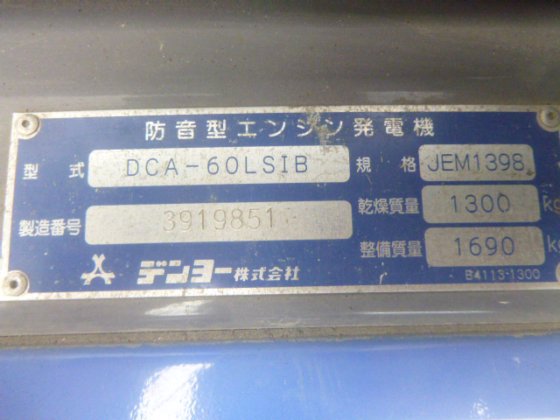 防音型エンジン発電機
型式 DCA-60LSIB 規格 JEM1398
製造番号 3919851 乾燥質量 1300 kg
整備質量 1690 kg
デンヨー株式会社
B4113-1300